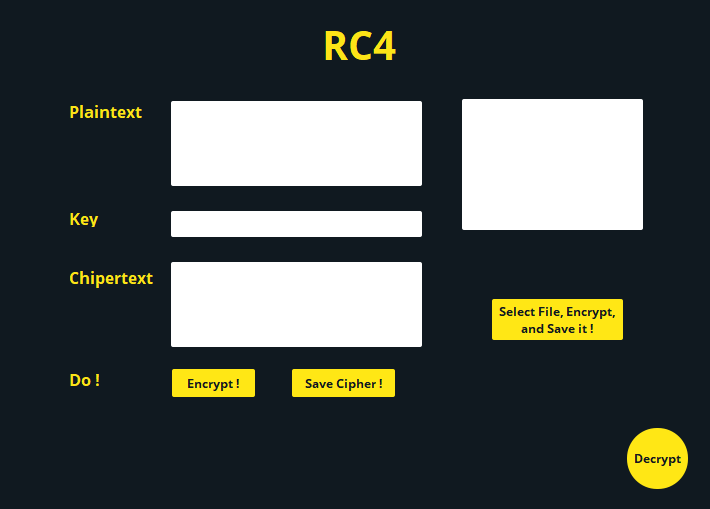 RC4
Plaintext
Key
Chipertext
Select File, Encrypt,
and Save it !
Do !
Encrypt !
Save Cipher !
Decrypt